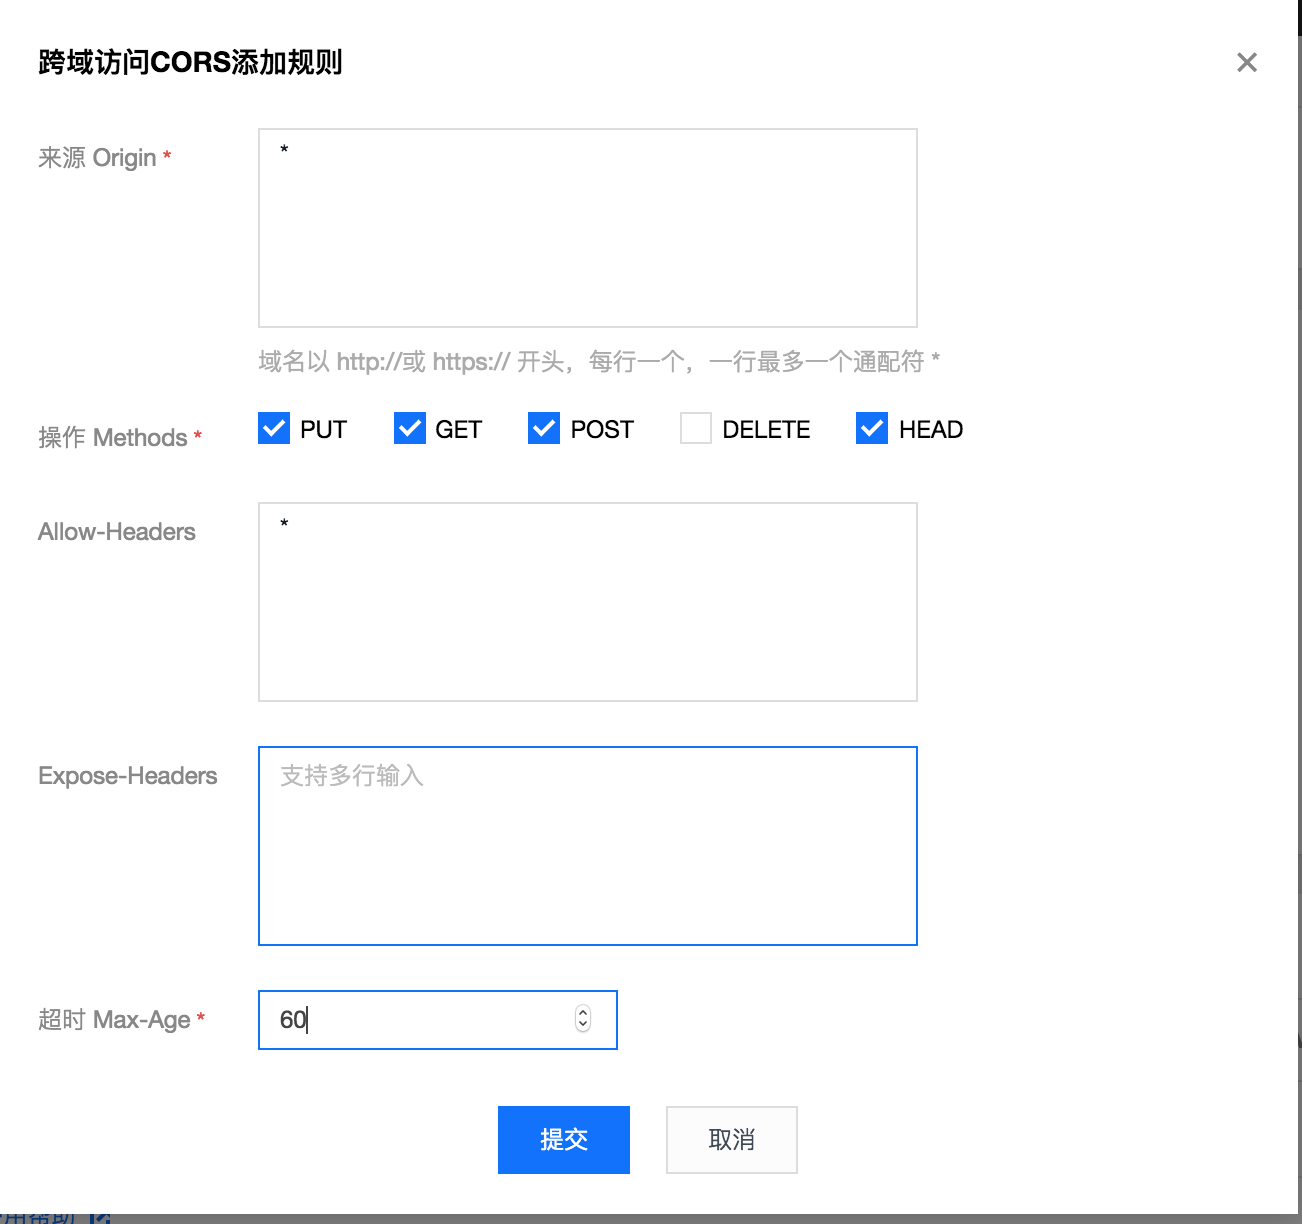 跨域访问CORS添加规则
来源 Origin *
*
域名以 http://或 https:// 开头，每行一个，一行最多一个通配符 *
操作 Methods *
PUT GET POST DELETE HEAD
Allow-Headers
*
Expose-Headers
支持多行输入
超时 Max-Age *
60
提交 取消